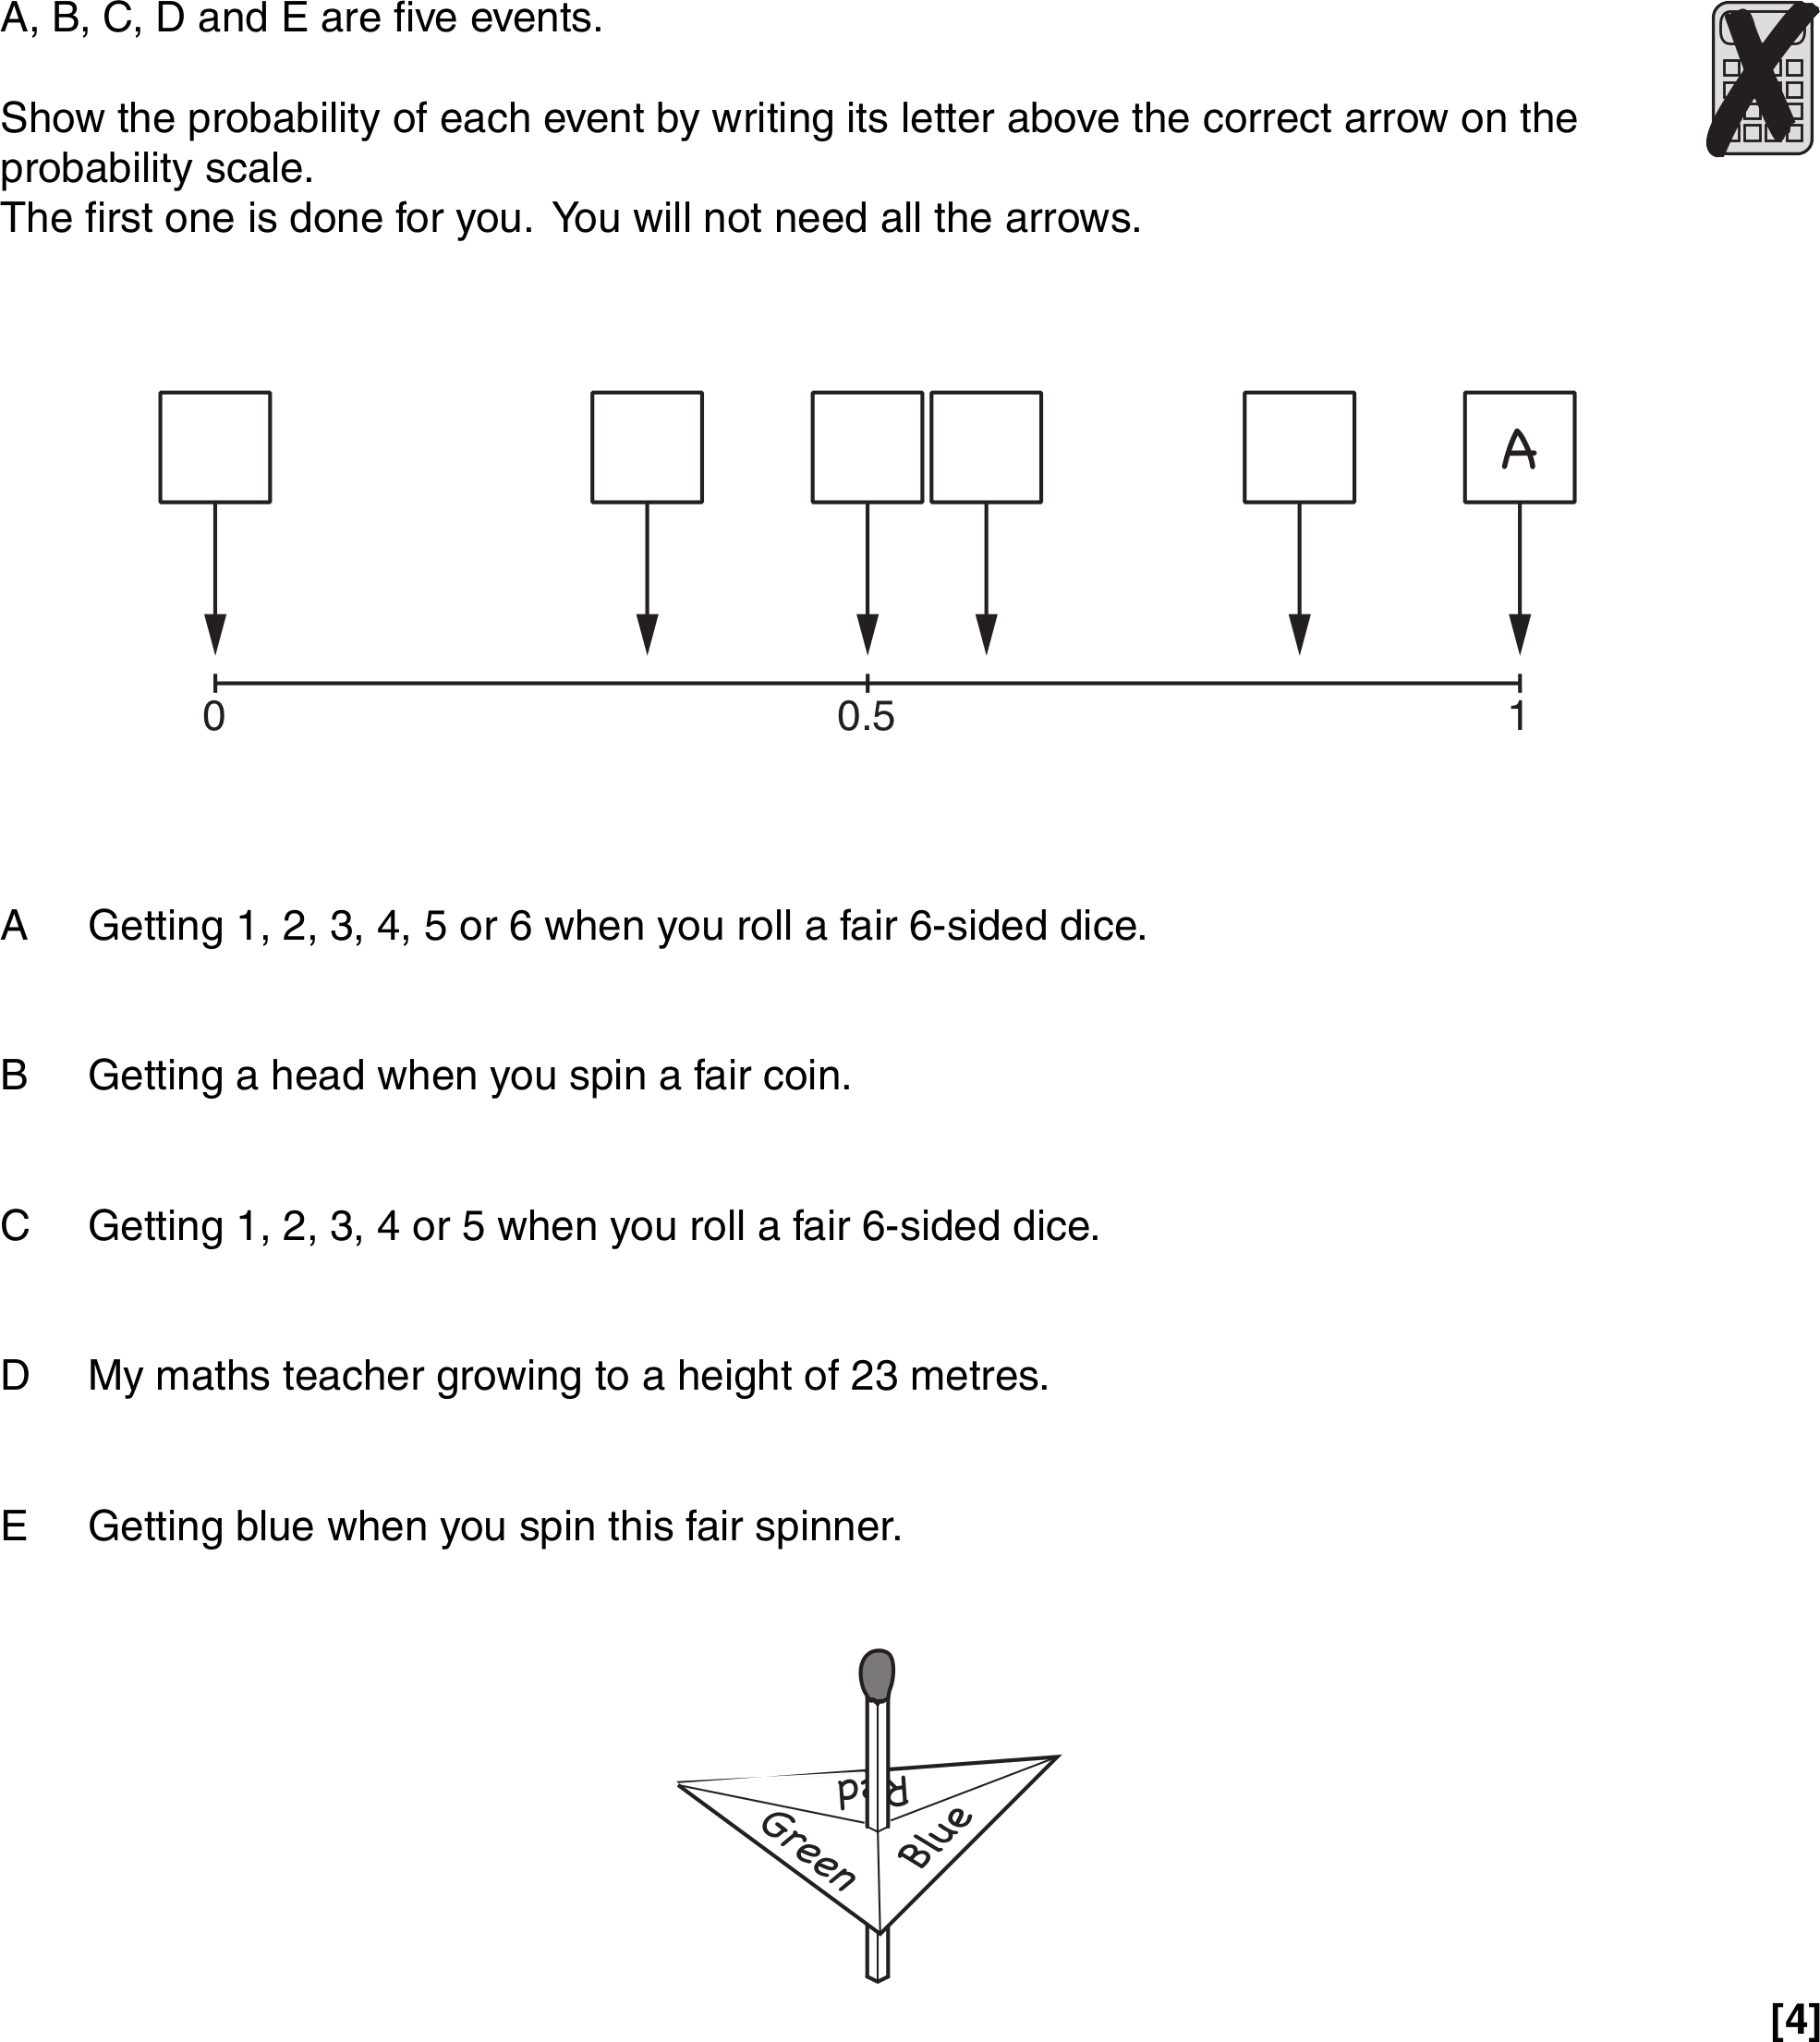 A, B, C, D and E are five events.
Show the probability of each event by writing its letter above the correct arrow on the
probability scale.
The first one is done for you. You will not need all the arrows.
A
0 0.5 1
A Getting 1, 2, 3, 4, 5 or 6 when you roll a fair 6-sided dice.
B Getting a head when you spin a fair coin.
C Getting 1, 2, 3, 4 or 5 when you roll a fair 6-sided dice.
D My maths teacher growing to a height of 23 metres.
E Getting blue when you spin this fair spinner.
Red
Green Blue
[4]